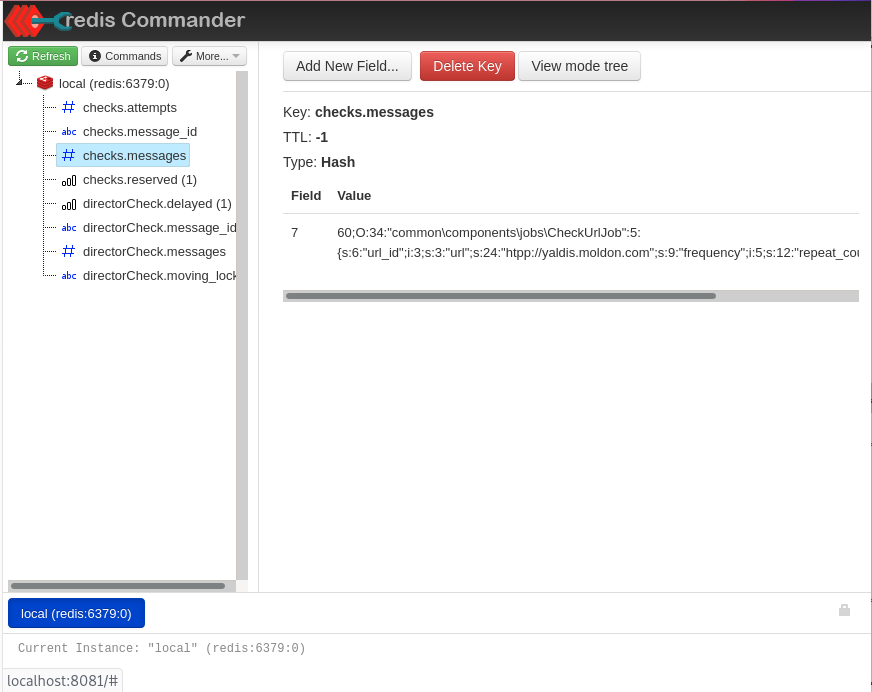 redis Commander
Refresh Commands More...
local (redis:6379:0)
checks.attempts
abc checks.message_id
checks.messages
checks.reserved (1)
directorCheck.delayed (1)
abc directorCheck.message_id
directorCheck.messages
abc directorCheck.moving_lock
Add New Field... Delete Key View mode tree
Key: checks.messages
TTL: -1
Type: Hash
Field Value
7 60;O:34:"common\components\jobs\CheckUrlJob":5:
{s:6:"url_id";i:3;s:3:"url";s:24:"htpp://yaldis.moldon.com";s:9:"frequency";i:5;s:12:"repeat_cou
local (redis:6379:0)
Current Instance: "local" (redis:6379:0)
localhost:8081/#